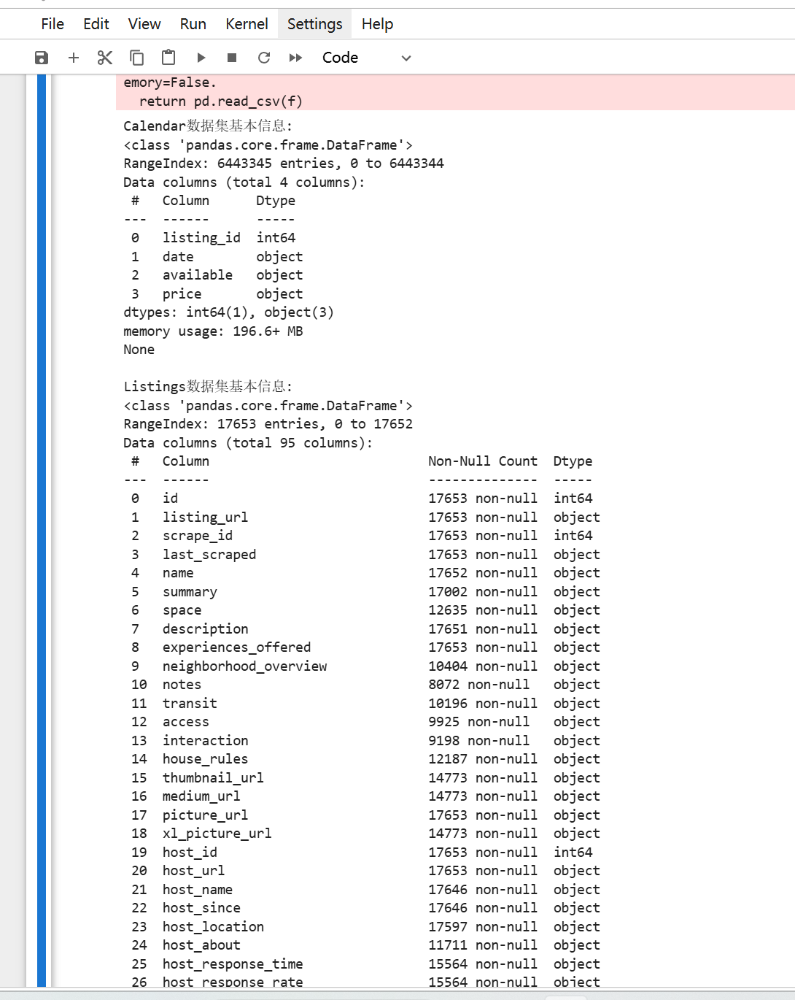 File Edit View Run Kernel Settings Help
Code
emory=False.
return pd.read_csv(f)
Calendar数据集基本信息:
<class 'pandas.core.frame.DataFrame'>
RangeIndex: 6443345 entries, 0 to 6443344
Data columns (total 4 columns):
# Column Dtype
--- ------ -----
0 listing_id int64
1 date object
2 available object
3 price object
dtypes: int64(1), object(3)
memory usage: 196.6+ MB
None
Listings数据集基本信息:
<class 'pandas.core.frame.DataFrame'>
RangeIndex: 17653 entries, 0 to 17652
Data columns (total 95 columns):
# Column Non-Null Count Dtype
--- ------ -------------- -----
0 id 17653 non-null int64
1 listing_url 17653 non-null object
2 scrape_id 17653 non-null int64
3 last_scraped 17653 non-null object
4 name 17652 non-null object
5 summary 17002 non-null object
6 space 12635 non-null object
7 description 17651 non-null object
8 experiences_offered 17653 non-null object
9 neighborhood_overview 10404 non-null object
10 notes 8072 non-null object
11 transit 10196 non-null object
12 access 9925 non-null object
13 interaction 9198 non-null object
14 house_rules 12187 non-null object
15 thumbnail_url 14773 non-null object
16 medium_url 14773 non-null object
17 picture_url 17653 non-null object
18 xl_picture_url 14773 non-null object
19 host_id 17653 non-null int64
20 host_url 17653 non-null object
21 host_name 17646 non-null object
22 host_since 17646 non-null object
23 host_location 17597 non-null object
24 host_about 11711 non-null object
25 host_response_time 15564 non-null object
26 host_response_rate 15564 non-null object